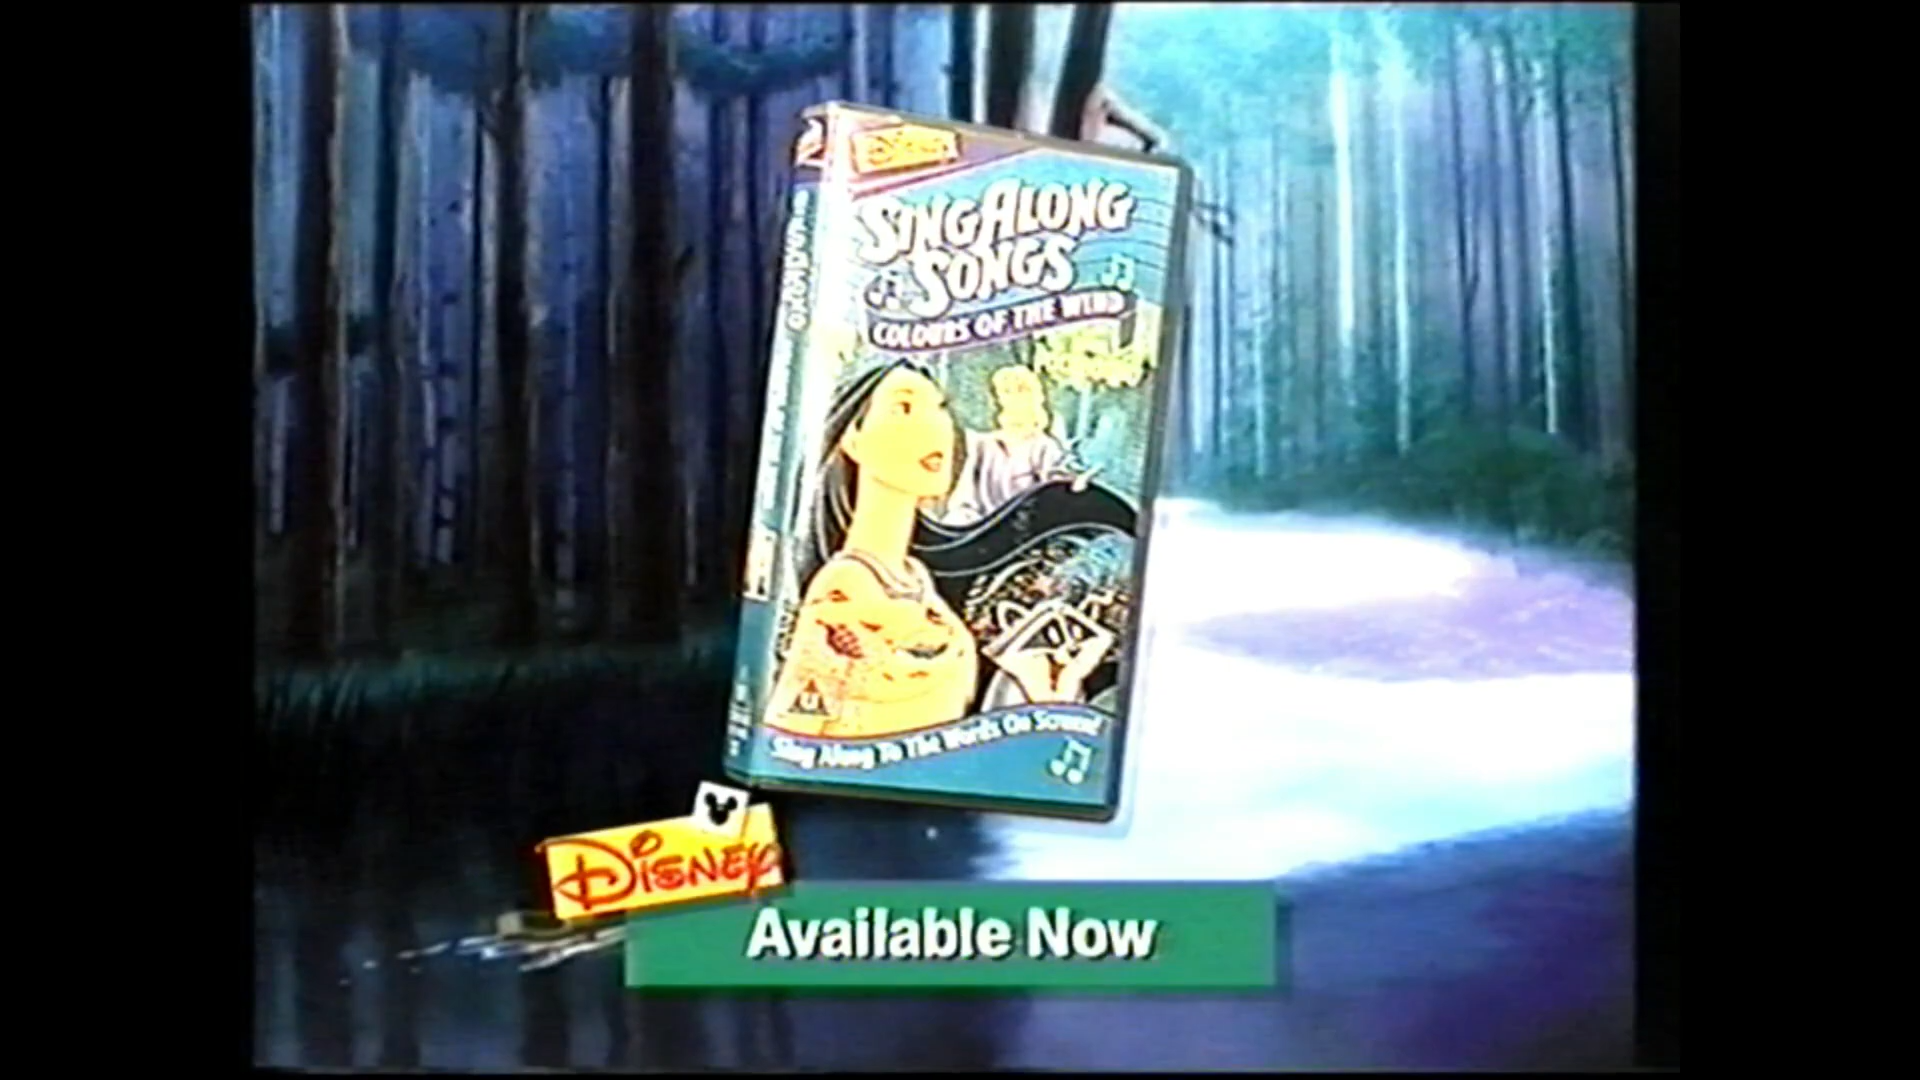 Disney
SING ALONG
SONGS
COLOURS OF THE WIND
U
Sing Along To The Words On Screen!
DISNEY
Available Now